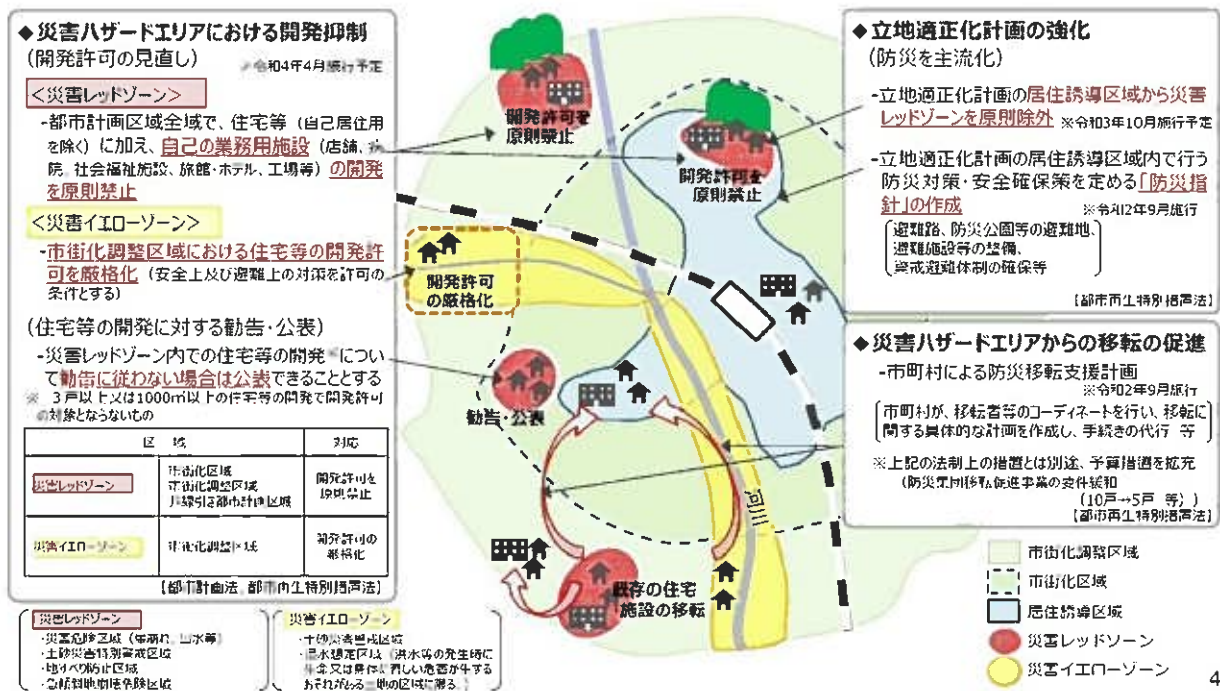 ◆災害ハザードエリアにおける開発抑制
(開発許可の見直し)
※令和4年4月施行予定
<災害レッドゾーン>
-都市計画区域全域で、住宅等(自己居住用
を除く)に加え、自己の業務用施設(店舗、病
院、社会福祉施設、旅館・ホテル、工場等)の開発
を原則禁止
<災害イエローゾーン>
-市街化調整区域における住宅等の開発許
可を厳格化(安全上及び避難上の対策を許可の
条件とする)
(住宅等の開発に対する勧告・公表)
-災害レッドゾーン内での住宅等の開発※につい
て勧告に従わない場合は公表できることとする
※ 3戸以上又は1000㎡以上の住宅等の開発で開発許可
の対象とならないもの
区 域
対応
災害レッドゾーン
市街化区域
市街化調整区域
非線引き都市計画区域
開発許可を
原則禁止
災害イエローゾーン
市街化調整区域
開発許可の
厳格化
【都市計画法、都市再生特別措置法】
災害レッドゾーン
・災害危険区域(崖崩れ、出水等)
・土砂災害特別警戒区域
・地すべり防止区域
・急傾斜地崩壊危険区域
災害イエローゾーン
・土砂災害警戒区域
・浸水想定区域(洪水等の発生時に
生命又は身体に著しい危害が生ずる
おそれがある土地の区域に限る。)
開発許可を
原則禁止
開発許可を
原則禁止
開発許可
の厳格化
勧告・公表
河川
既存の住宅
施設の移転
◆立地適正化計画の強化
(防災を主流化)
-立地適正化計画の居住誘導区域から災害
レッドゾーンを原則除外 ※令和3年10月施行予定
-立地適正化計画の居住誘導区域内で行う
防災対策・安全確保策を定める「防災指
針」の作成
※令和2年9月施行
避難路、防災公園等の避難地、
避難施設等の整備、
警戒避難体制の確保等
【都市再生特別措置法】
◆災害ハザードエリアからの移転の促進
-市町村による防災移転支援計画
※令和2年9月施行
市町村が、移転者等のコーディネートを行い、移転に
関する具体的な計画を作成し、手続きの代行 等
※上記の法制上の措置とは別途、予算措置を拡充
(防災集団移転促進事業の要件緩和
(10戸→5戸 等))
【都市再生特別措置法】
市街化調整区域
市街化区域
居住誘導区域
災害レッドゾーン
災害イエローゾーン
4